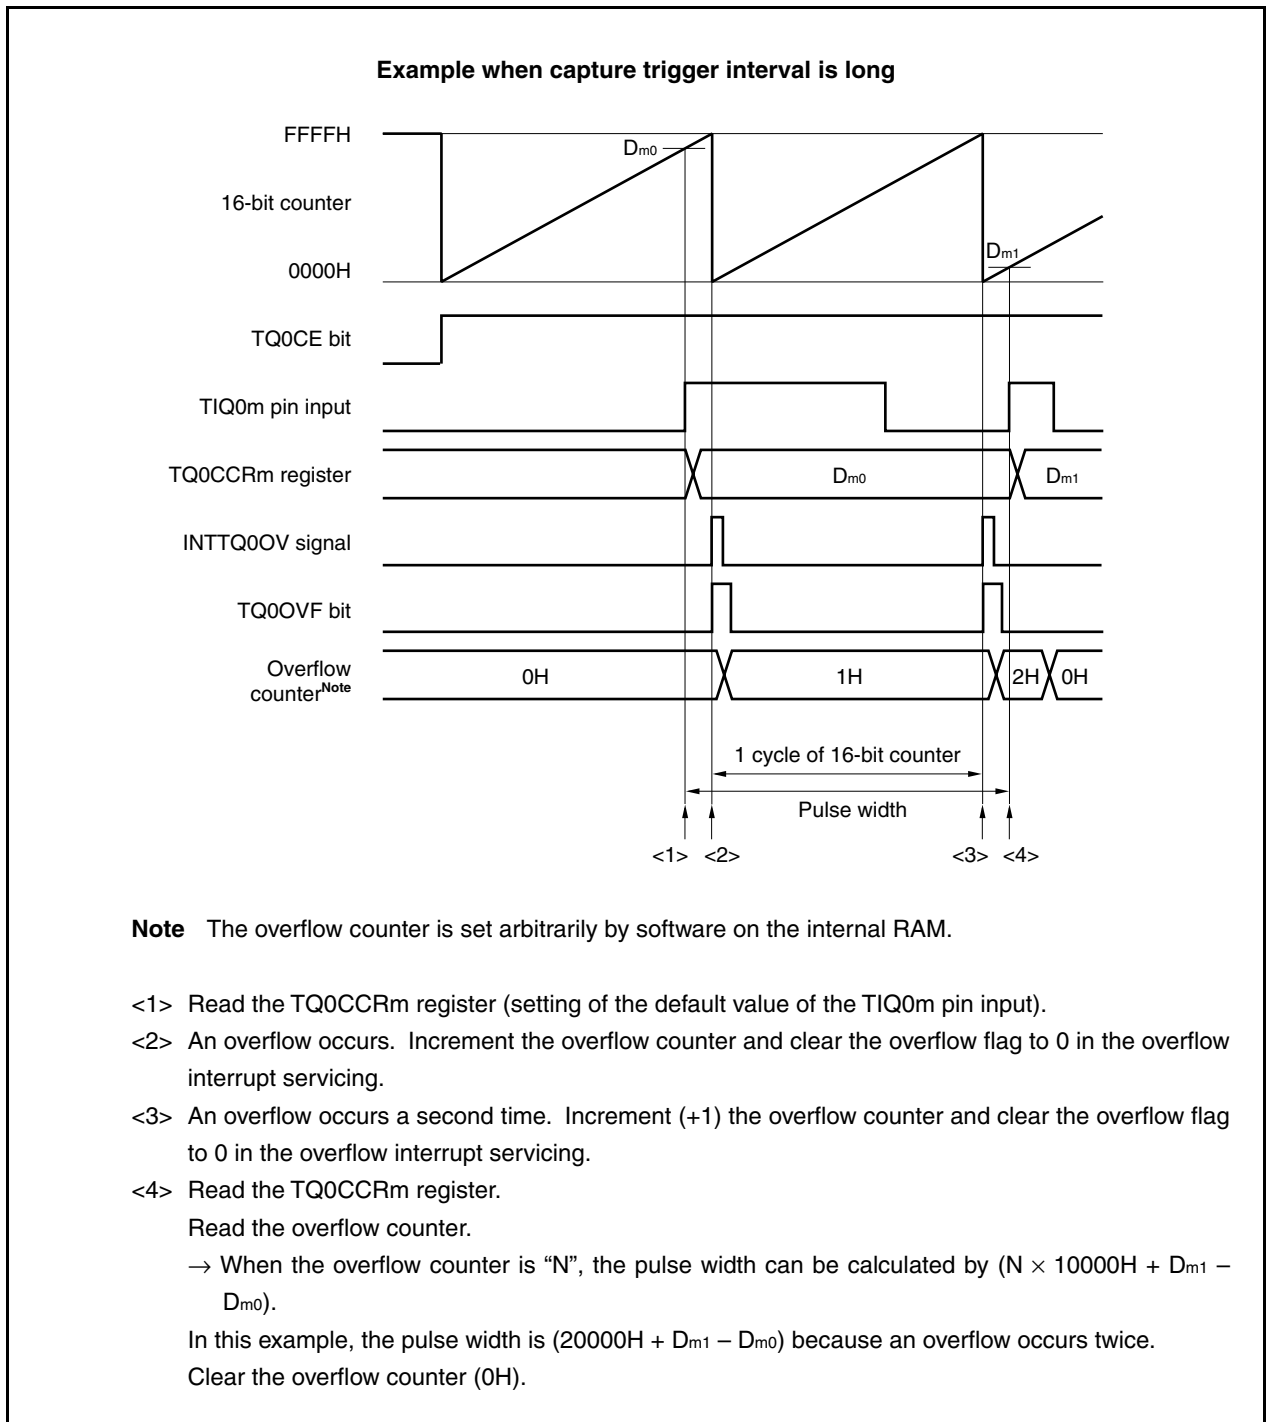 Example when capture trigger interval is long
FFFFH
Dm0
16-bit counter
Dm1
0000H
TQ0CE bit
TIQ0m pin input
TQ0CCRm register
Dm0
Dm1
INTTQ0OV signal
TQ0OVF bit
Overflow
counterNote
0H
1H
2H
0H
1 cycle of 16-bit counter
Pulse width
<1> <2> <3> <4>
Note The overflow counter is set arbitrarily by software on the internal RAM.
<1> Read the TQ0CCRm register (setting of the default value of the TIQ0m pin input).
<2> An overflow occurs. Increment the overflow counter and clear the overflow flag to 0 in the overflow
interrupt servicing.
<3> An overflow occurs a second time. Increment (+1) the overflow counter and clear the overflow flag
to 0 in the overflow interrupt servicing.
<4> Read the TQ0CCRm register.
Read the overflow counter.
→ When the overflow counter is “N”, the pulse width can be calculated by (N × 10000H + Dm1 –
Dm0).
In this example, the pulse width is (20000H + Dm1 – Dm0) because an overflow occurs twice.
Clear the overflow counter (0H).